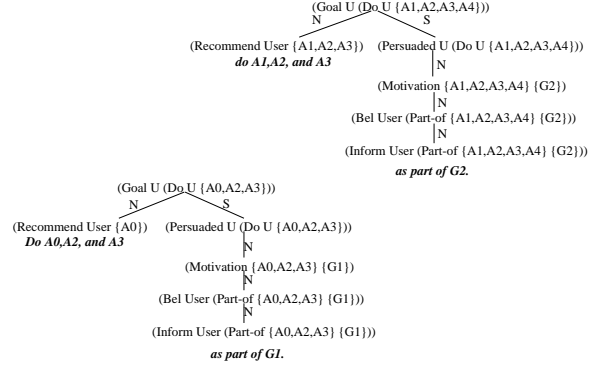 (Goal U (Do U {A1,A2,A3,A4}))
N S
(Recommend User {A1,A2,A3}) (Persuaded U (Do U {A1,A2,A3,A4}))
do A1,A2, and A3
N
(Motivation {A1,A2,A3,A4} {G2})
N
(Bel User (Part-of {A1,A2,A3,A4} {G2}))
N
(Inform User (Part-of {A1,A2,A3,A4} {G2}))
as part of G2.
(Goal U (Do U {A0,A2,A3}))
N S
(Recommend User {A0}) (Persuaded U (Do U {A0,A2,A3}))
Do A0,A2, and A3
N
(Motivation {A0,A2,A3} {G1})
N
(Bel User (Part-of {A0,A2,A3} {G1}))
N
(Inform User (Part-of {A0,A2,A3} {G1}))
as part of G1.